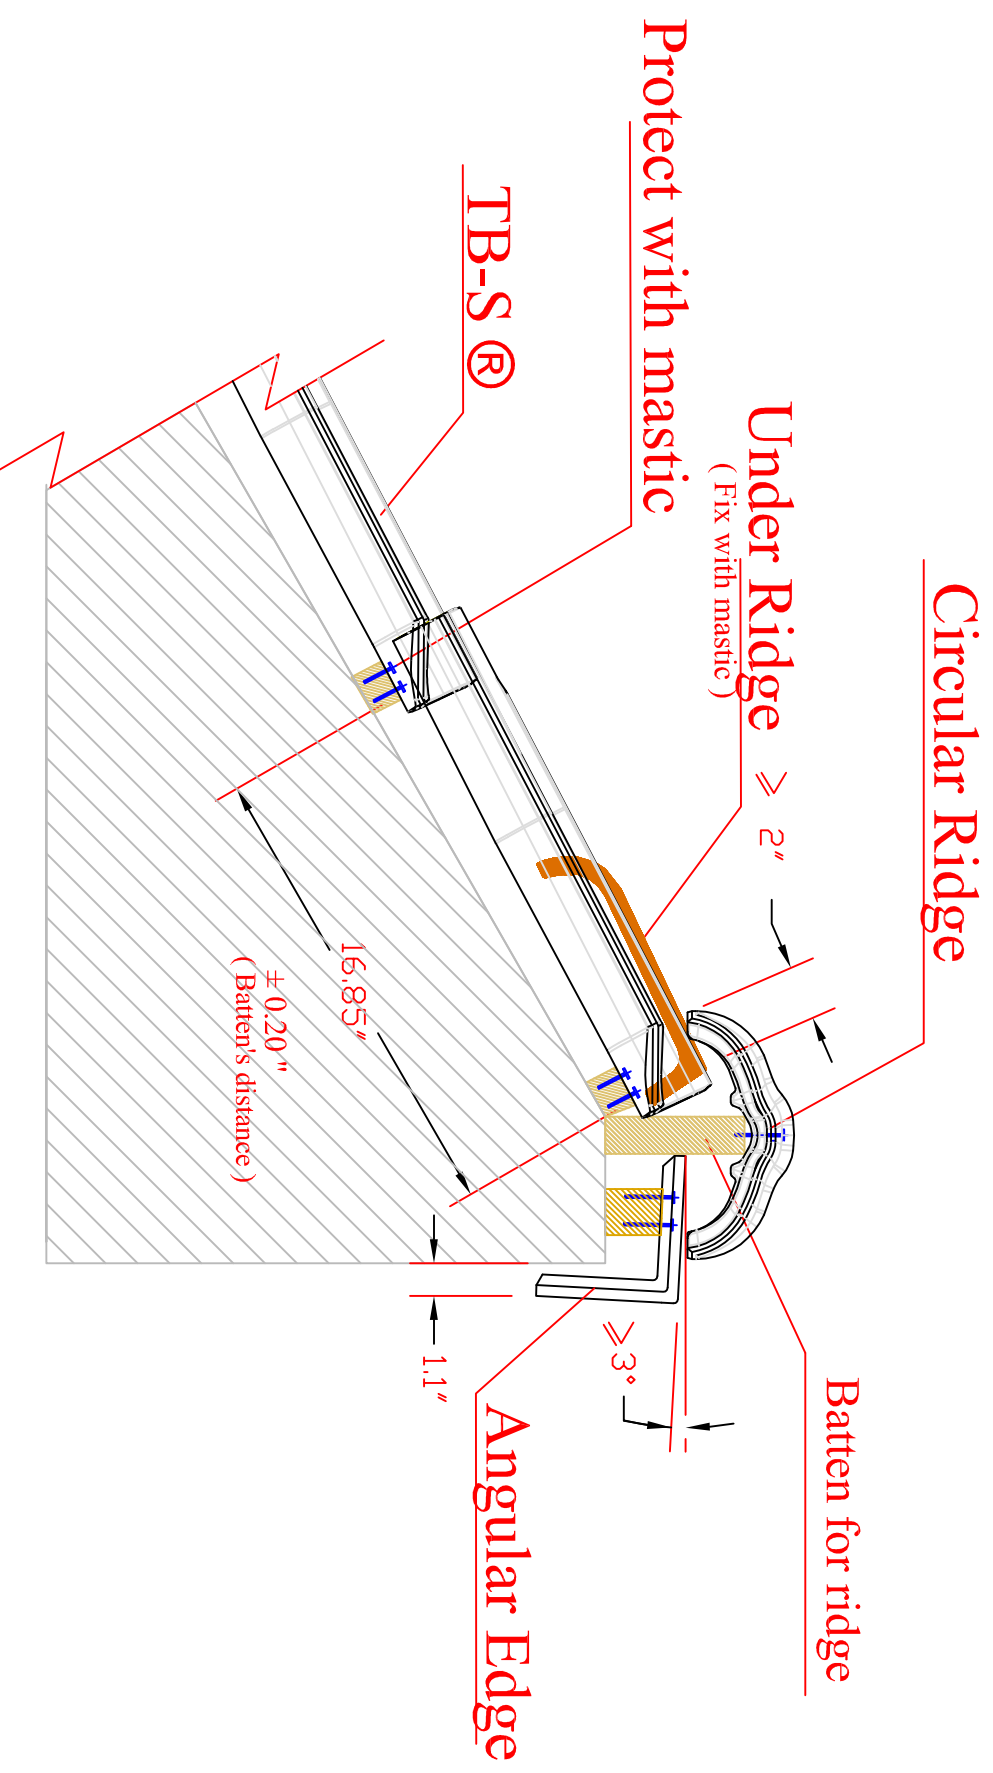 Circular Ridge
Under Ridge
( Fix with mastic )
⩾ 2"
Protect with mastic
TB-S ®
Batten for ridge
⩾3°
Angular Edge
16.85"
± 0.20 "
( Batten's distance )
1.1"